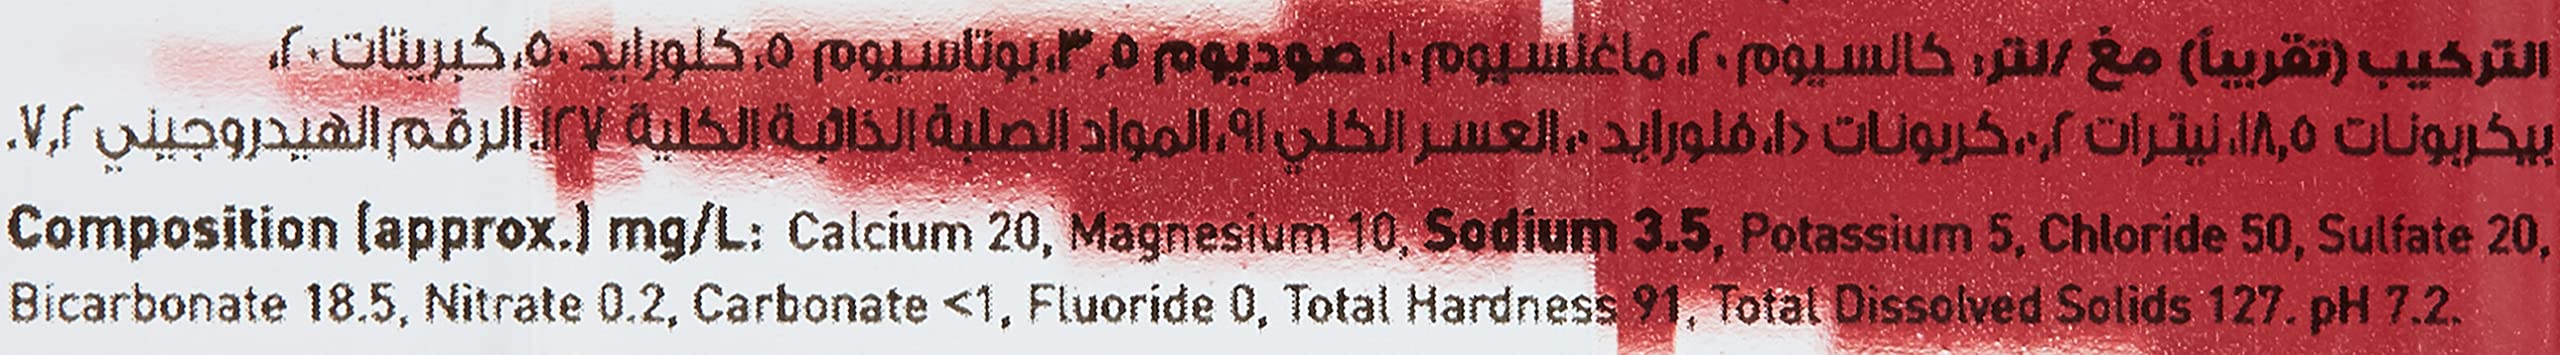 التركيب (تقريباً) مغ /لتر: كالسيوم ٢٠، ماغنسيوم ١٠، صوديوم ٣,٥، بوتاسيوم ٥، كلورايد ٥٠، كبريتات ٢٠،
بيكربونات ١٨,٥، نيترات ٠,٢، كربونات <١، فلورايد ٠، العسر الكلي ٩١، المواد الصلبة الذائبة الكلية ١٢٧. الرقم الهيدروجيني ٧,٢.
Composition (approx.) mg/L: Calcium 20, Magnesium 10, Sodium 3.5, Potassium 5, Chloride 50, Sulfate 20,
Bicarbonate 18.5, Nitrate 0.2, Carbonate <1, Fluoride 0, Total Hardness 91, Total Dissolved Solids 127. pH 7.2.